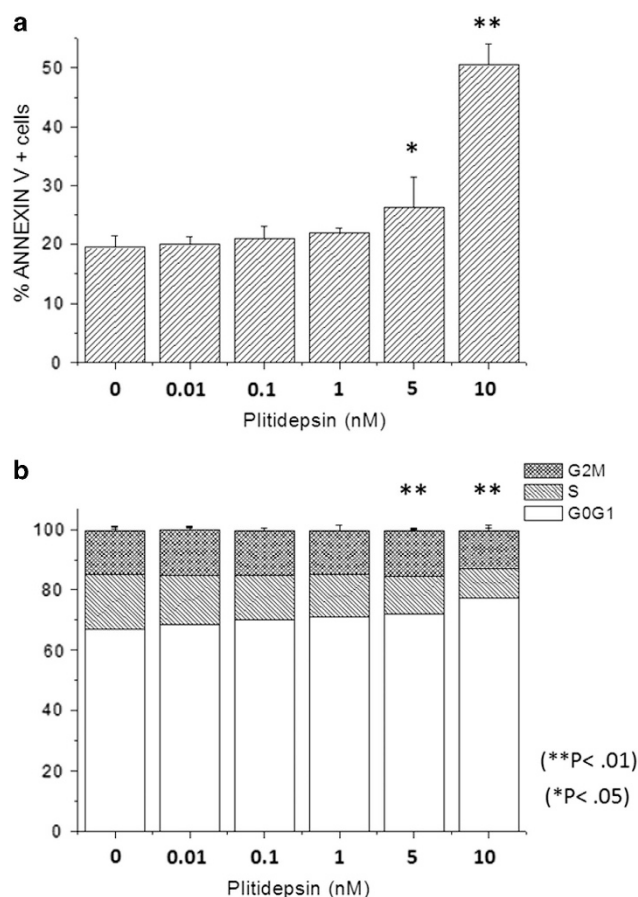 a
% ANNEXIN V + cells
50
40
30
20
10
0
* **
0 0.01 0.1 1 5 10
Plitidepsin (nM)
b
G2M
S
G0G1
** **
100
80
60
40
20
0
0 0.01 0.1 1 5 10
Plitidepsin (nM)
(**P< .01)
(*P< .05)